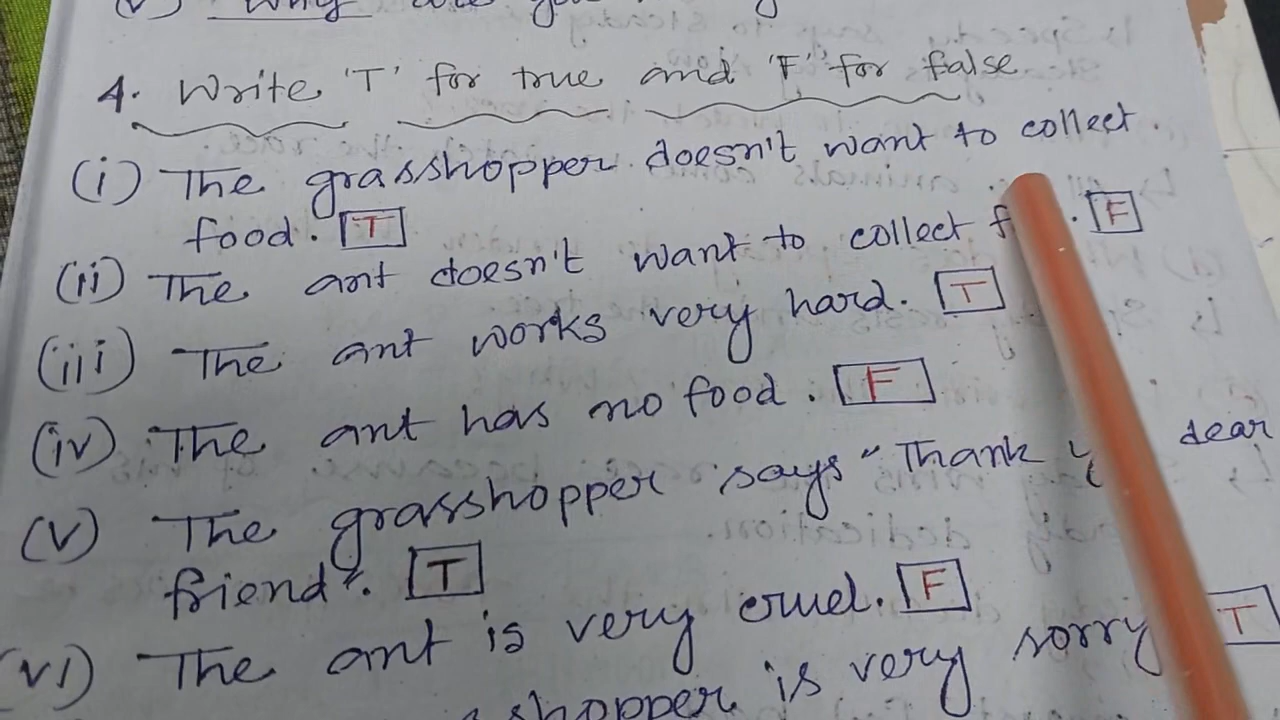 4. Write 'T' for true and 'F' for false
(i) The grasshopper doesn't want to collect.
food. T
(ii) The ant doesn't want to collect . F
(iii) The ant works very hard. T
(iv) The ant has no food. F
(v) The grasshopper says "Thank dear
friend". T
(vi) The ant is very cruel. F
is very sorry T